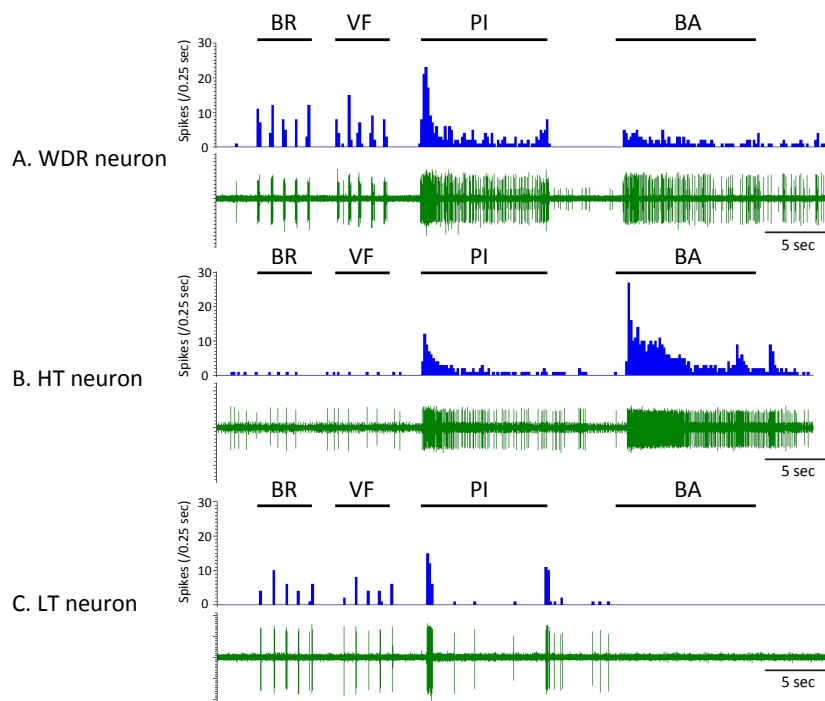 BR VF PI BA
30
20
10
0
Spikes (/0.25 sec)
A. WDR neuron
5 sec
BR VF PI BA
30
20
10
0
Spikes (/0.25 sec)
B. HT neuron
5 sec
BR VF PI BA
30
20
10
0
Spikes (/0.25 sec)
C. LT neuron
5 sec